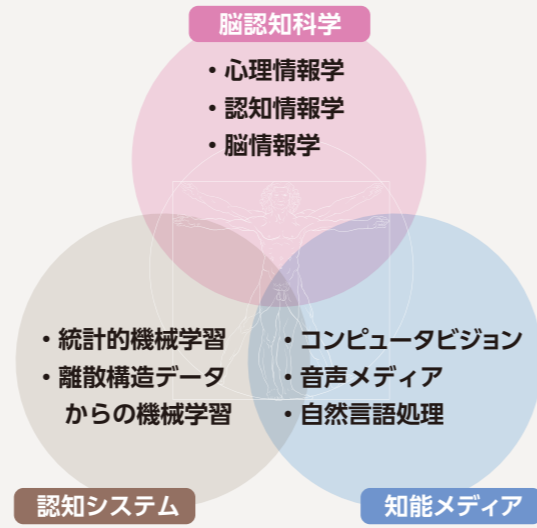 脳認知科学
・心理情報学
・認知情報学
・脳情報学
・統計的機械学習
・離散構造データ
からの機械学習
・コンピュータビジョン
・音声メディア
・自然言語処理
認知システム
知能メディア